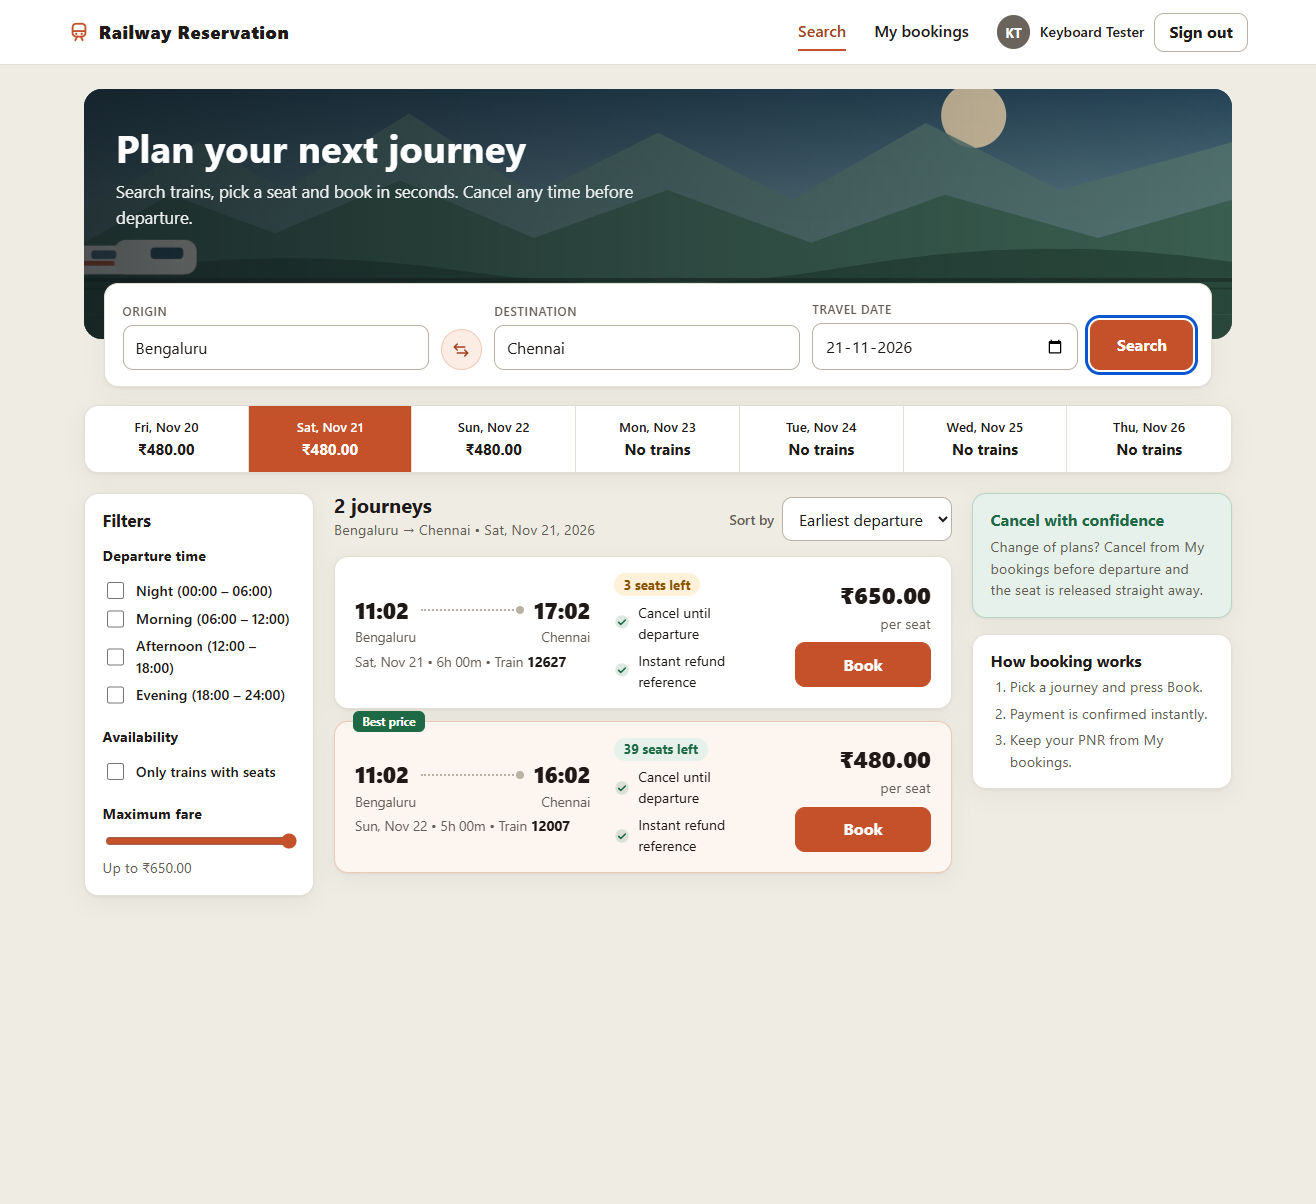 Railway Reservation
Search
My bookings
KT
Keyboard Tester
Sign out
Plan your next journey
Search trains, pick a seat and book in seconds. Cancel any time before
departure.
ORIGIN
Bengaluru
DESTINATION
Chennai
TRAVEL DATE
21-11-2026
Search
Fri, Nov 20
₹480.00
Sat, Nov 21
₹480.00
Sun, Nov 22
₹480.00
Mon, Nov 23
No trains
Tue, Nov 24
No trains
Wed, Nov 25
No trains
Thu, Nov 26
No trains
Filters
Departure time
Night (00:00 – 06:00)
Morning (06:00 – 12:00)
Afternoon (12:00 –
18:00)
Evening (18:00 – 24:00)
Availability
Only trains with seats
Maximum fare
Up to ₹650.00
2 journeys
Bengaluru → Chennai • Sat, Nov 21, 2026
Sort by
Earliest departure
11:02
17:02
Bengaluru
Chennai
Sat, Nov 21 • 6h 00m • Train 12627
3 seats left
Cancel until
departure
Instant refund
reference
₹650.00
per seat
Book
Best price
11:02
16:02
Bengaluru
Chennai
Sun, Nov 22 • 5h 00m • Train 12007
39 seats left
Cancel until
departure
Instant refund
reference
₹480.00
per seat
Book
Cancel with confidence
Change of plans? Cancel from My
bookings before departure and
the seat is released straight away.
How booking works
1. Pick a journey and press Book.
2. Payment is confirmed instantly.
3. Keep your PNR from My
bookings.